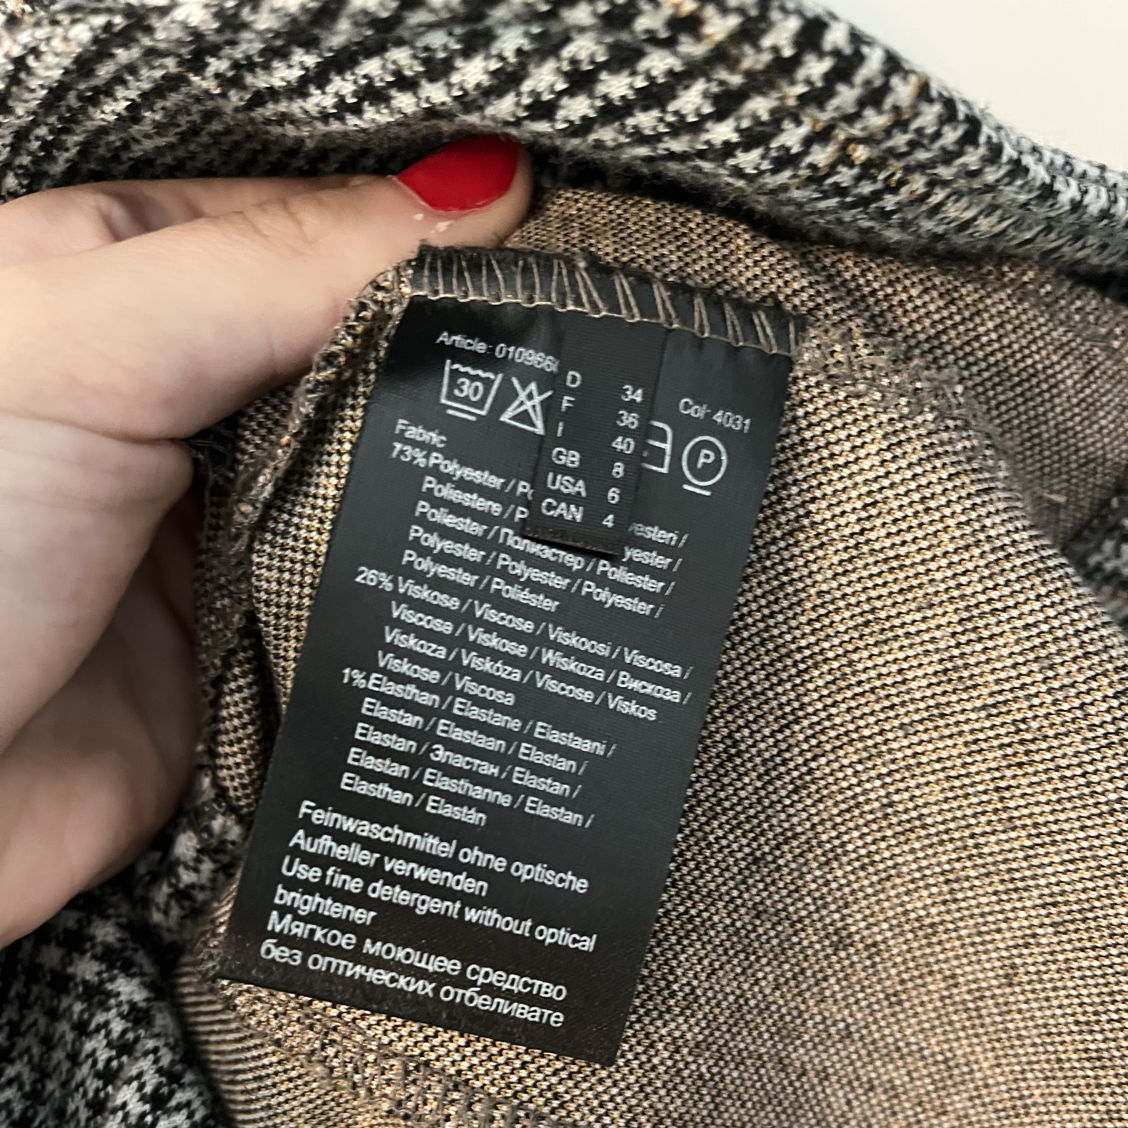 Article: 010966
Col: 4031
30
P
D 34
F 36
I 40
GB 8
USA 6
CAN 4
Fabric
73% Polyester /
Poliestere /
Poliester / Полиэстер / Poliester /
Polyester / Polyester / Polyester /
Polyester / Poliéster
26% Viskose / Viscose / Viskoosi / Viscosa /
Viscose / Viskose / Wiskoza / Вискоза /
Viskoza / Viskóza / Viscose / Viskos
Viskose / Viscosa
1% Elasthan / Elastane / Elastaani /
Elastan / Elastaan / Elastan /
Elastan / Эластан / Elastan /
Elastan / Elasthanne / Elastan /
Elasthan / Elastán
Feinwaschmittel ohne optische
Aufheller verwenden
Use fine detergent without optical
brightener
Мягкое моющее средство
без оптических отбеливате